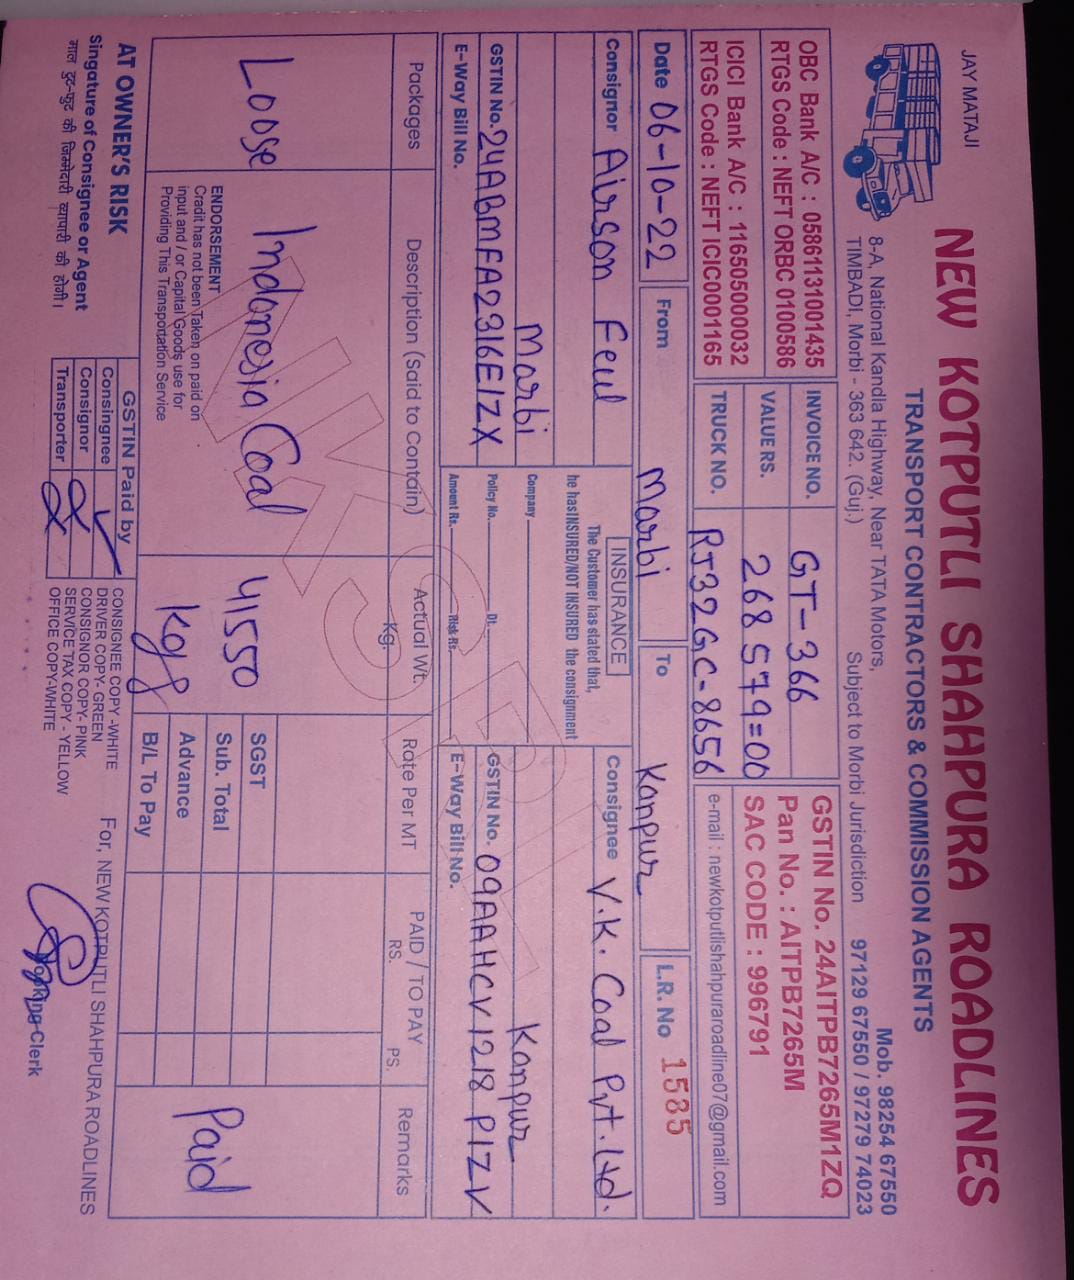 JAY MATAJI
NEW KOTPUTLI SHAHPURA ROADLINES
TRANSPORT CONTRACTORS & COMMISSION AGENTS
Mob. 98254 67550
8-A, National Kandla Highway, Near TATA Motors,
TIMBADI, Morbi - 363 642. (Guj.)
Subject to Morbi Jurisdiction
97129 67550 / 97279 74023
OBC Bank A/C : 05861131001435
RTGS Code : NEFT ORBC 0100586
ICICI Bank A/C : 116505000032
RTGS Code : NEFT ICIC0001165
INVOICE NO. GT-366
VALUE RS. 268579=00
TRUCK NO. RJ32GC-8656
GSTIN No. 24AITPB7265M1ZQ
Pan No. : AITPB7265M
SAC CODE : 996791
e-mail : newkotputlishahpuraroadline07@gmail.com
Date 06-10-22
From Morbi
To Kanpur
L.R. No 1585
Consignor Airson Feul
Morbi
GSTIN No. 24ABMFA2316E1ZX
E-Way Bill No.
INSURANCE
The Customer has stated that,
he hasINSURED/NOT INSURED the consignment
Company
Policy No. Dt.
Amount Rs. Risk Rs.
Consignee V.K. Coal Pvt. Ltd.
Kanpur
GSTIN No. 09AAHCV1218P1ZV
E-Way Bill No.
Packages
Description (Said to Contain)
Actual Wt. Kg.
Rate Per MT
PAID / TO PAY
RS. PS.
Remarks
Loose
Indonesia Coal
41550
Kgs
Paid
SGST
Sub. Total
Advance
B/L To Pay
NKSRL
ENDORSEMENT
Cradit has not been Taken on paid on
input and / or Capital Goods use for
Providing This Transportation Service
AT OWNER'S RISK
Singature of Consignee or Agent
माल टुट-फुट की जिम्मेदारी व्यापारी की होगी।
GSTIN Paid by
Consingnee
Consignor
Transporter
CONSIGNEE COPY -WHITE
DRIVER COPY- GREEN
CONSIGNOR COPY- PINK
SERVICE TAX COPY - YELLOW
OFFICE COPY-WHITE
For, NEW KOTPUTLI SHAHPURA ROADLINES
Booking Clerk